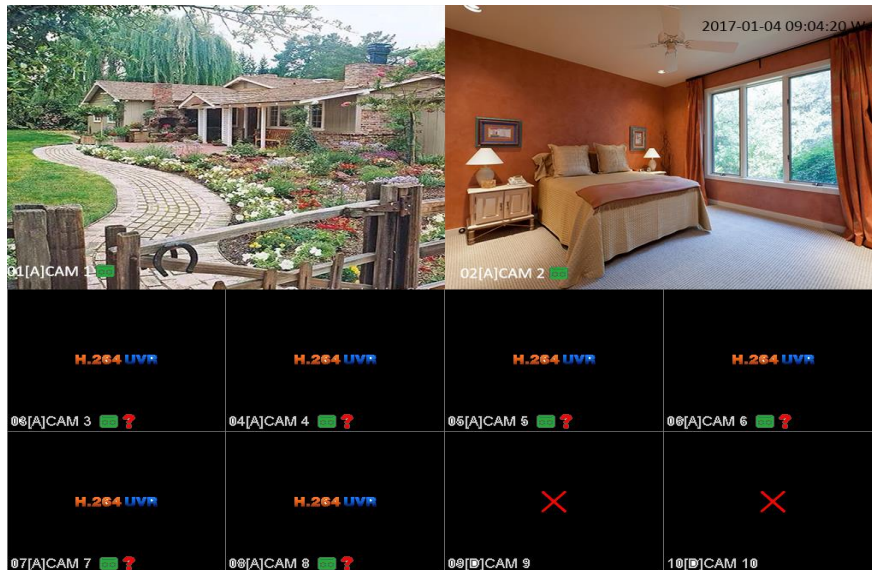 2017-01-04 09:04:20 W
01[A]CAM 1
02[A]CAM 2
H.264 UVR
H.264 UVR
H.264 UVR
H.264 UVR
03[A]CAM 3 ?
04[A]CAM 4 ?
05[A]CAM 5 ?
06[A]CAM 6 ?
H.264 UVR
H.264 UVR
07[A]CAM 7 ?
08[A]CAM 8 ?
09[D]CAM 9
10[D]CAM 10